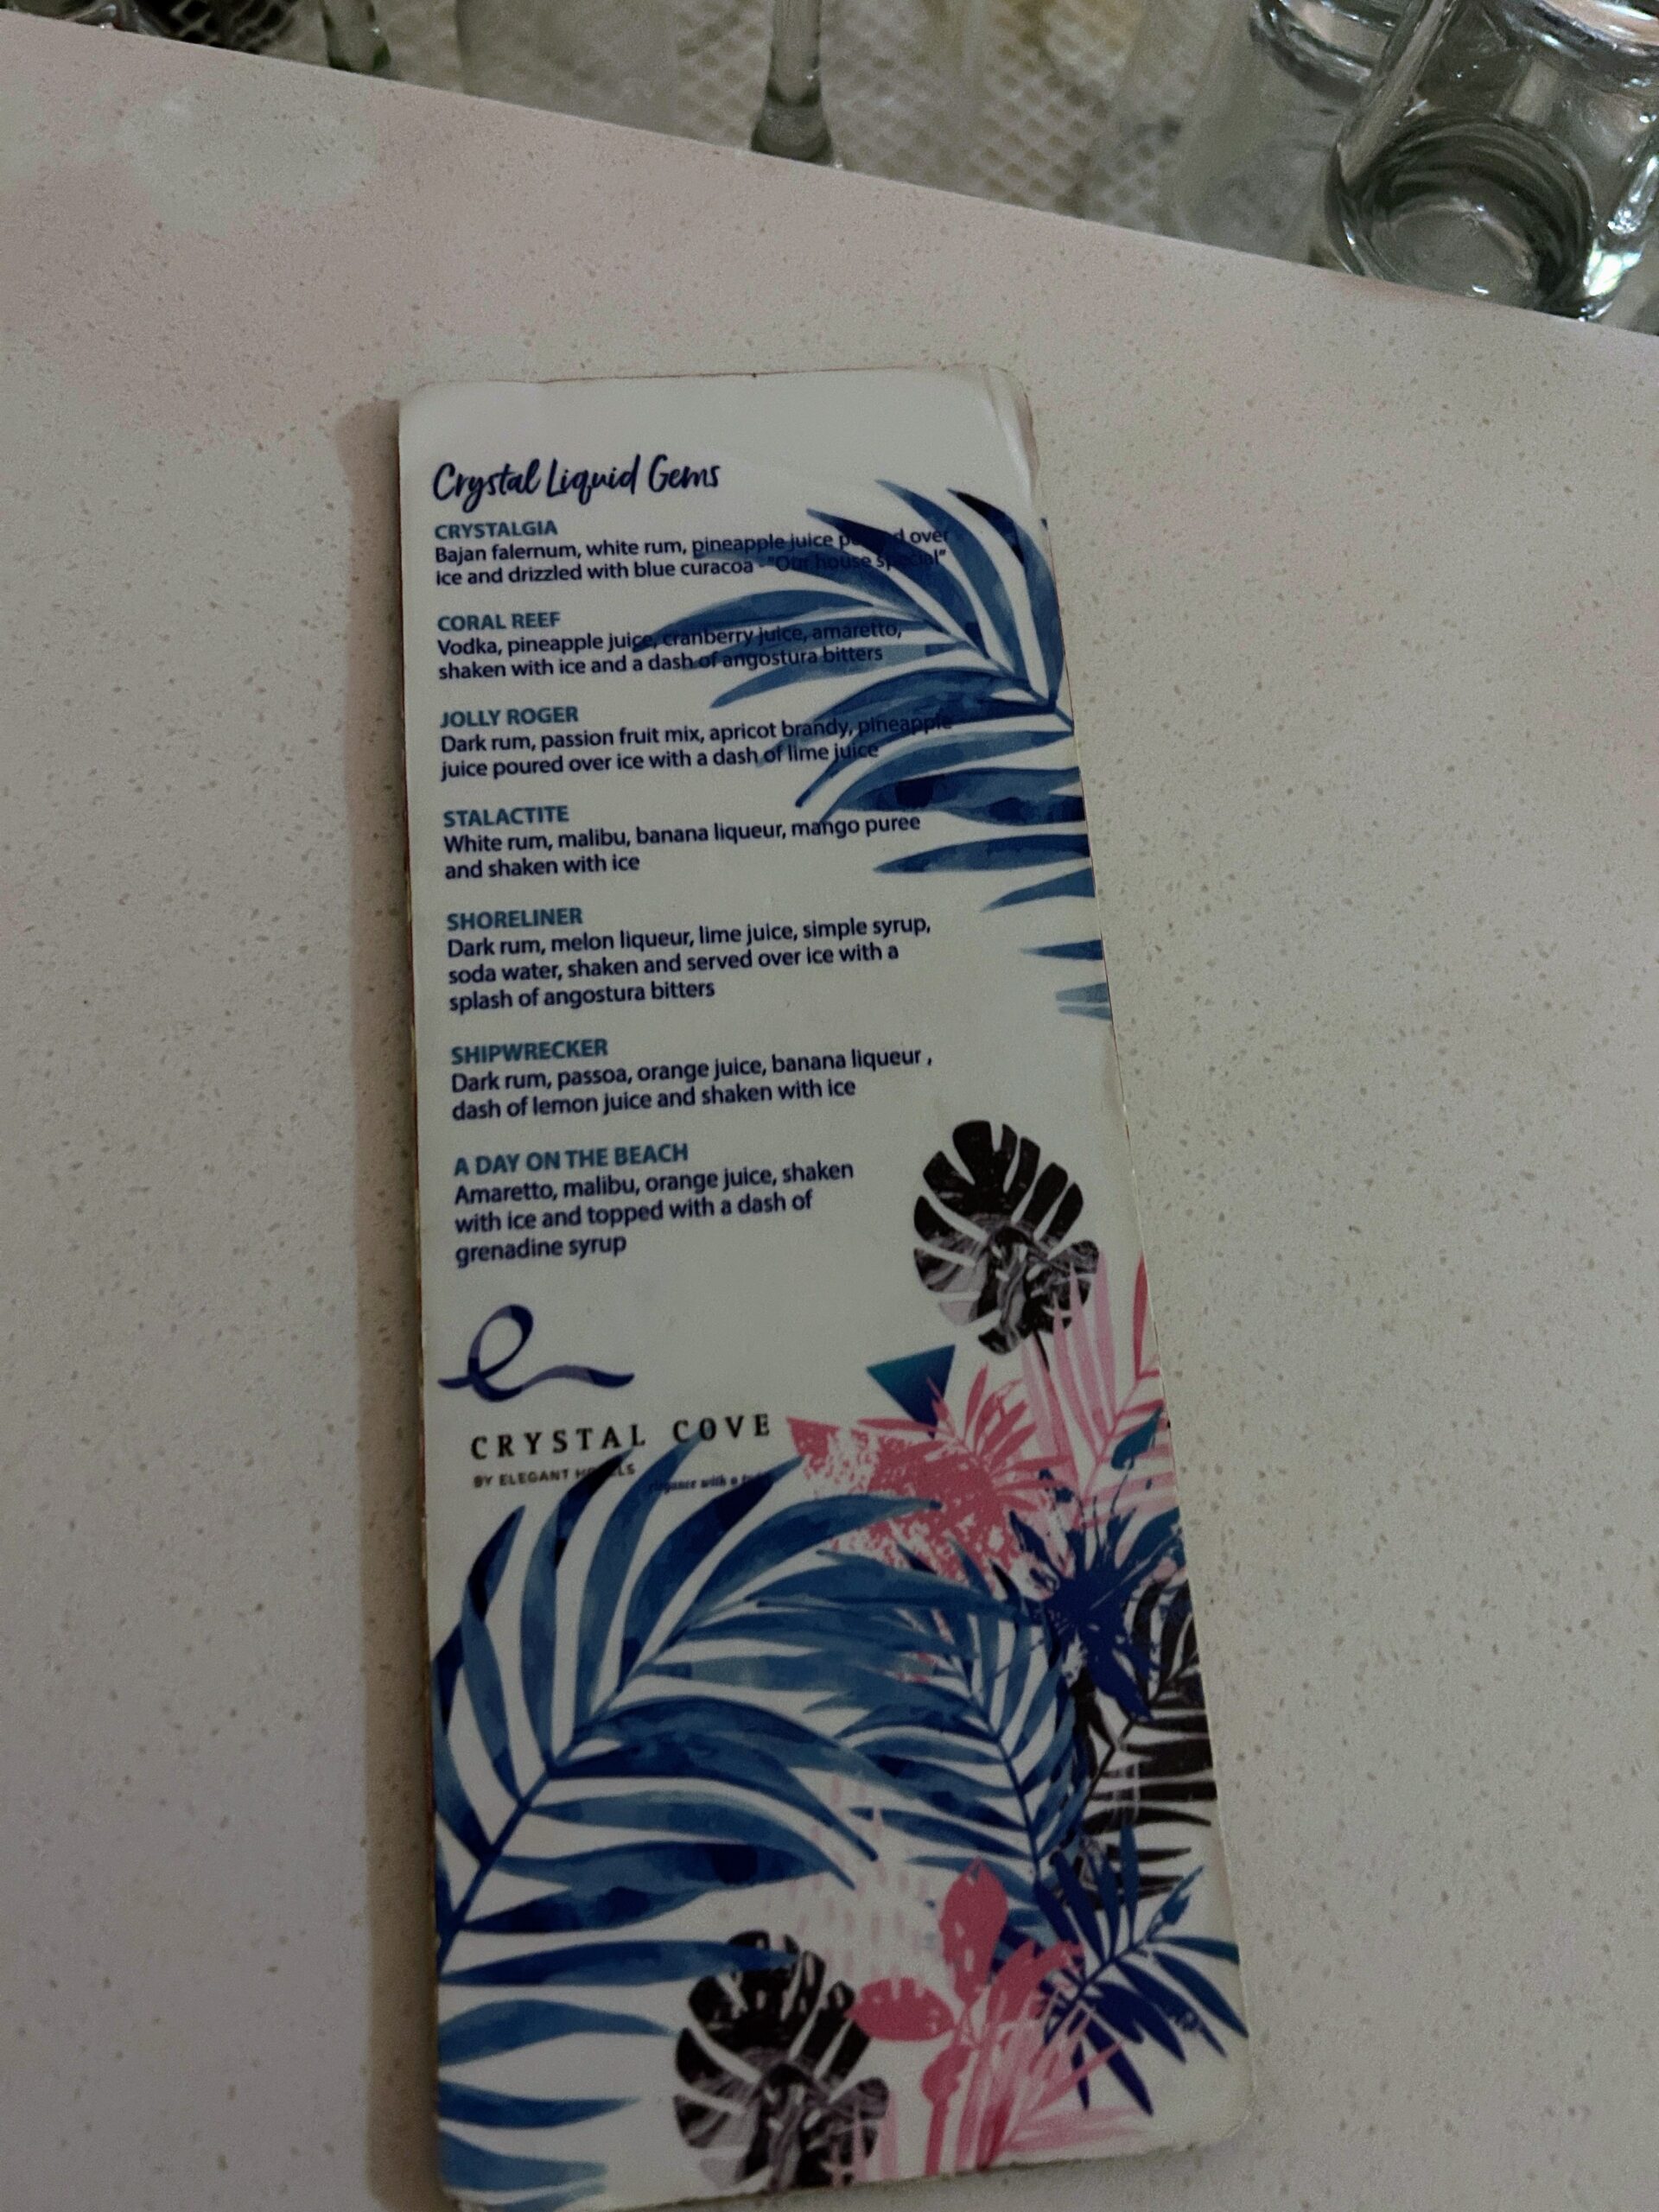 Crystal Liquid Gems
CRYSTALGIA
Bajan falernum, white rum, pineapple juice poured over
ice and drizzled with blue curacoa - "Our house special"
CORAL REEF
Vodka, pineapple juice, cranberry juice, amaretto,
shaken with ice and a dash of angostura bitters
JOLLY ROGER
Dark rum, passion fruit mix, apricot brandy, pineapple
juice poured over ice with a dash of lime juice
STALACTITE
White rum, malibu, banana liqueur, mango puree
and shaken with ice
SHORELINER
Dark rum, melon liqueur, lime juice, simple syrup,
soda water, shaken and served over ice with a
splash of angostura bitters
SHIPWRECKER
Dark rum, passoa, orange juice, banana liqueur ,
dash of lemon juice and shaken with ice
A DAY ON THE BEACH
Amaretto, malibu, orange juice, shaken
with ice and topped with a dash of
grenadine syrup
CRYSTAL COVE
BY ELEGANT HOTELS
elegance with a